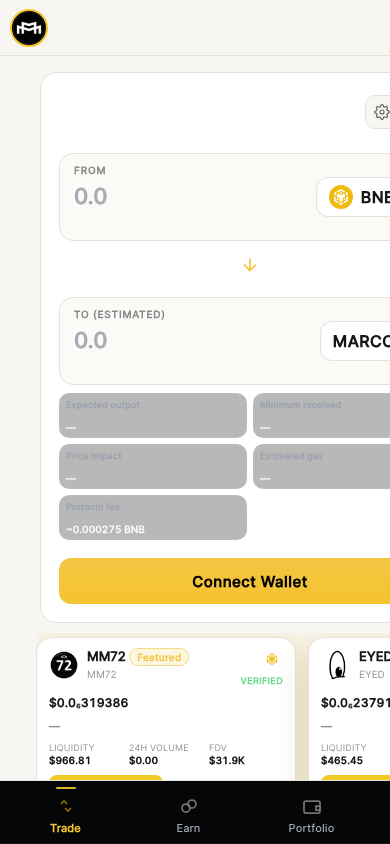 FROM
0.0
BNB
TO (ESTIMATED)
0.0
MARCO
Expected output
Minimum received
—
—
Price impact
Estimated gas
—
—
Protocol fee
~0.000275 BNB
Connect Wallet
72
MM72 Featured
MM72
VERIFIED
$0.0₆319386
—
LIQUIDITY 24H VOLUME FDV
$966.81 $0.00 $31.9K
EYED
EYED
$0.0₆23791
—
LIQUIDITY
$465.45
Trade
Earn
Portfolio